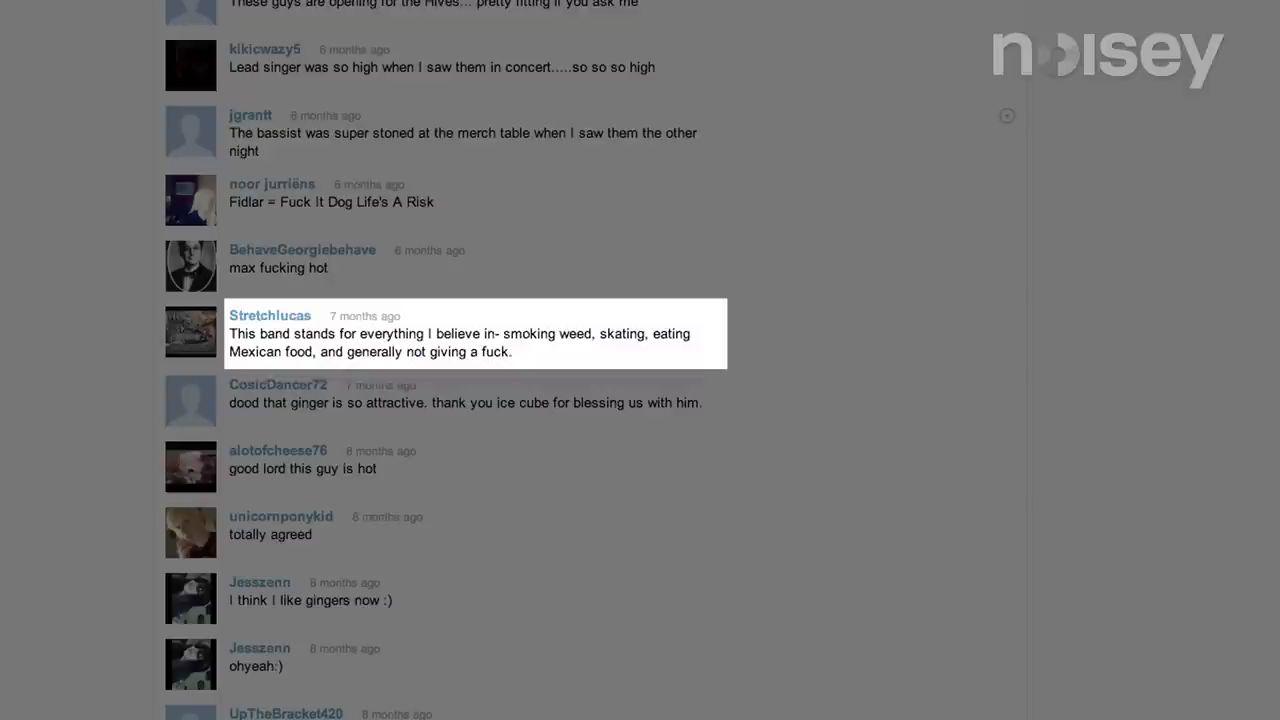 These guys are opening for the Hives... pretty fitting if you ask me
noisey
kikicwazy5 6 months ago
Lead singer was so high when I saw them in concert.....so so so high
jgrantt 6 months ago
The bassist was super stoned at the merch table when I saw them the other
night
noor jurriëns 6 months ago
Fidlar = Fuck It Dog Life's A Risk
BehaveGeorgiebehave 6 months ago
max fucking hot
Stretchlucas 7 months ago
This band stands for everything I believe in- smoking weed, skating, eating
Mexican food, and generally not giving a fuck.
CosicDancer72 7 months ago
dood that ginger is so attractive. thank you ice cube for blessing us with him.
alotofcheese76 8 months ago
good lord this guy is hot
unicornponykid 8 months ago
totally agreed
Jesszenn 8 months ago
I think I like gingers now :)
Jesszenn 8 months ago
ohyeah:)
UpTheBracket420 8 months ago